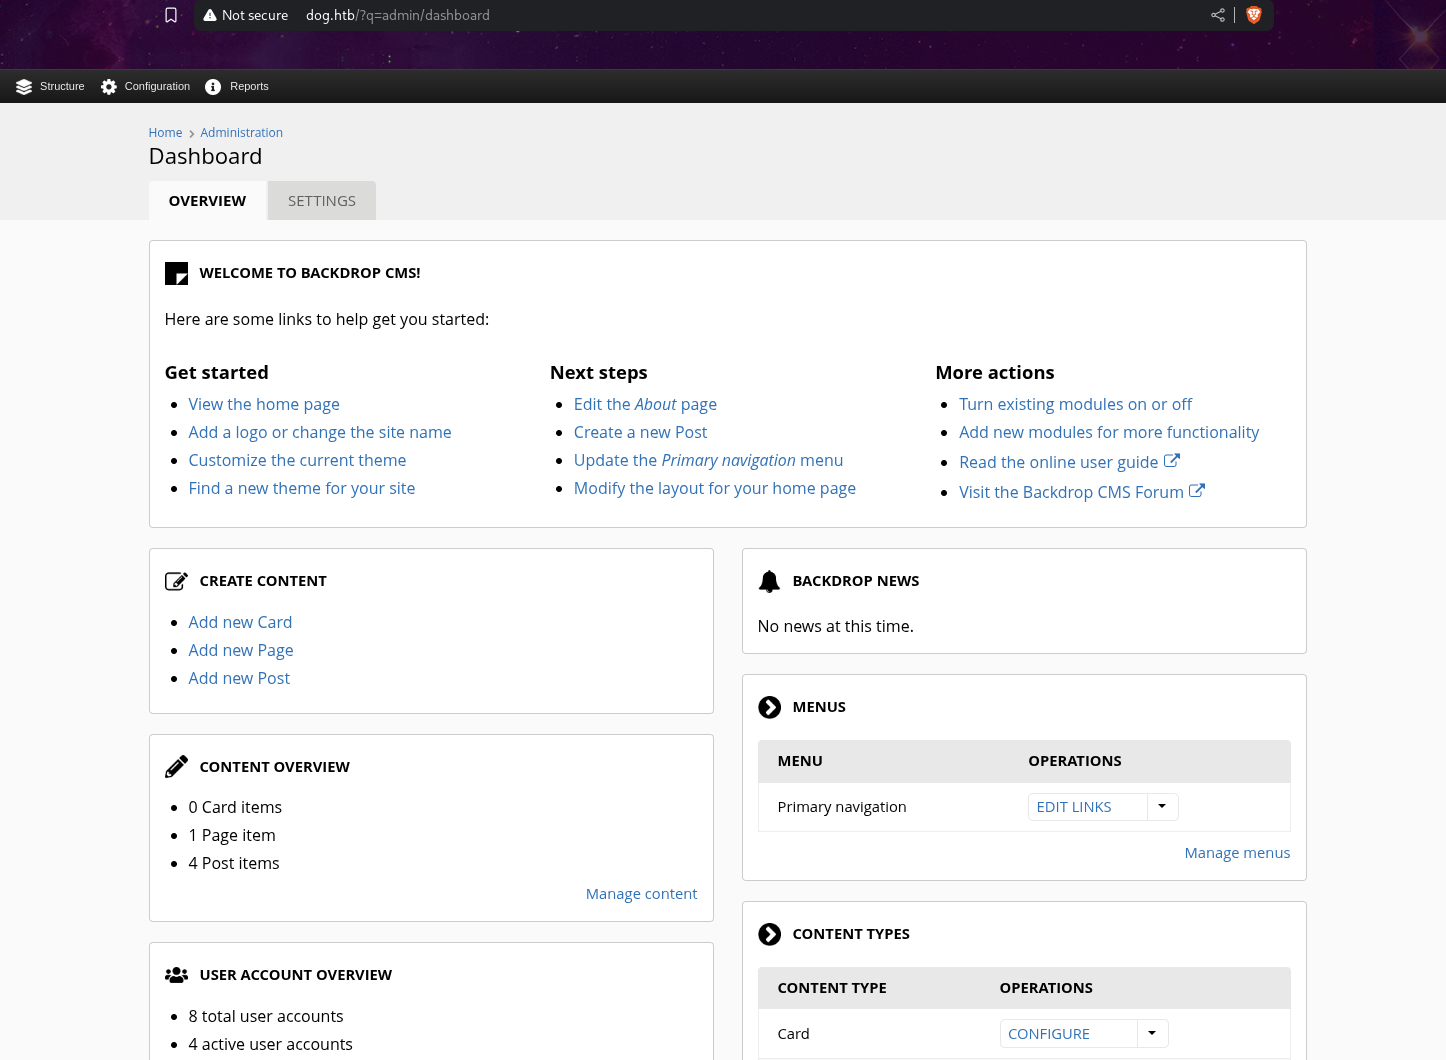 Not secure dog.htb/?q=admin/dashboard
Structure Configuration Reports
Home > Administration
Dashboard
OVERVIEW SETTINGS
WELCOME TO BACKDROP CMS!
Here are some links to help get you started:
Get started
View the home page
Add a logo or change the site name
Customize the current theme
Find a new theme for your site
Next steps
Edit the About page
Create a new Post
Update the Primary navigation menu
Modify the layout for your home page
More actions
Turn existing modules on or off
Add new modules for more functionality
Read the online user guide
Visit the Backdrop CMS Forum
CREATE CONTENT
Add new Card
Add new Page
Add new Post
CONTENT OVERVIEW
0 Card items
1 Page item
4 Post items
Manage content
USER ACCOUNT OVERVIEW
8 total user accounts
4 active user accounts
BACKDROP NEWS
No news at this time.
MENUS
MENU OPERATIONS
Primary navigation EDIT LINKS
Manage menus
CONTENT TYPES
CONTENT TYPE OPERATIONS
Card CONFIGURE